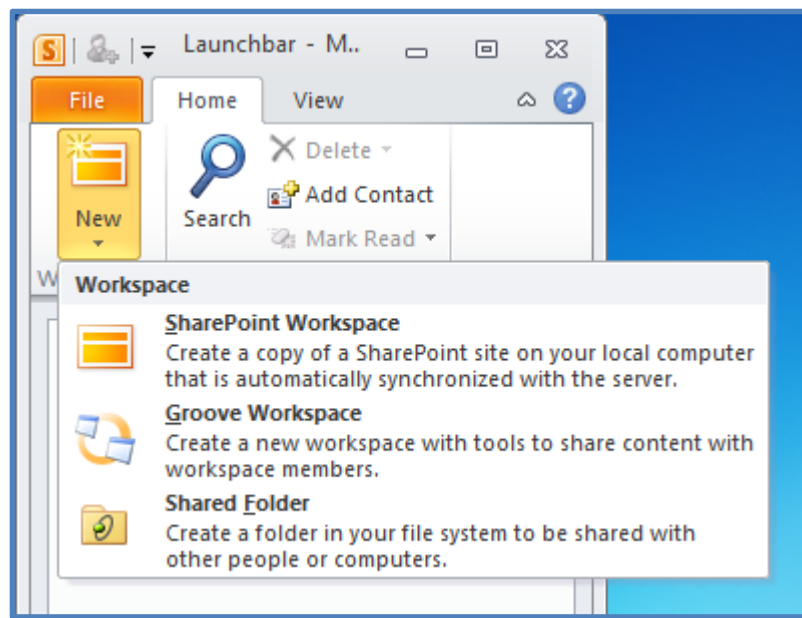 Launchbar - M..
File Home View
New
Search
Delete
Add Contact
Mark Read
W
Workspace
SharePoint Workspace
Create a copy of a SharePoint site on your local computer
that is automatically synchronized with the server.
Groove Workspace
Create a new workspace with tools to share content with
workspace members.
Shared Folder
Create a folder in your file system to be shared with
other people or computers.